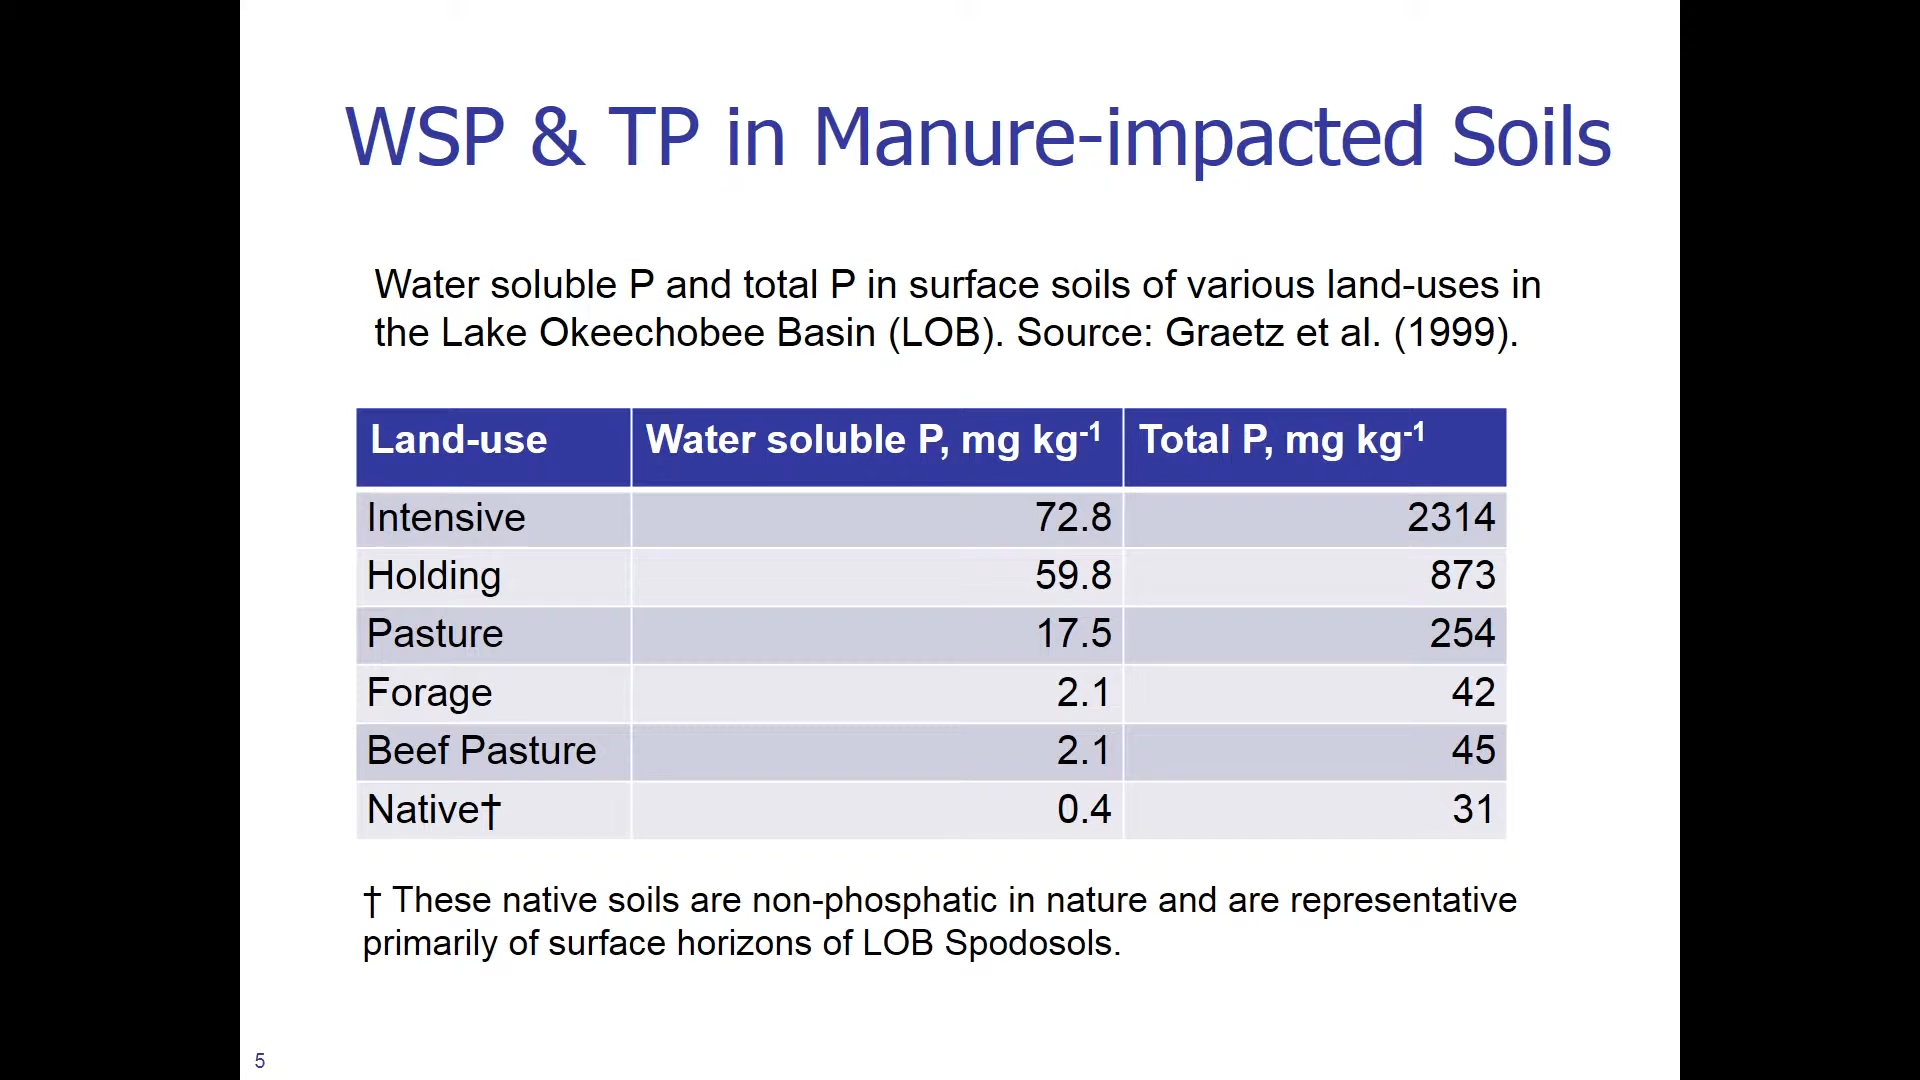 WSP & TP in Manure-impacted Soils
Water soluble P and total P in surface soils of various land-uses in
the Lake Okeechobee Basin (LOB). Source: Graetz et al. (1999).
Land-use Water soluble P, mg kg⁻¹ Total P, mg kg⁻¹
Intensive 72.8 2314
Holding 59.8 873
Pasture 17.5 254
Forage 2.1 42
Beef Pasture 2.1 45
Native† 0.4 31
† These native soils are non-phosphatic in nature and are representative
primarily of surface horizons of LOB Spodosols.
5